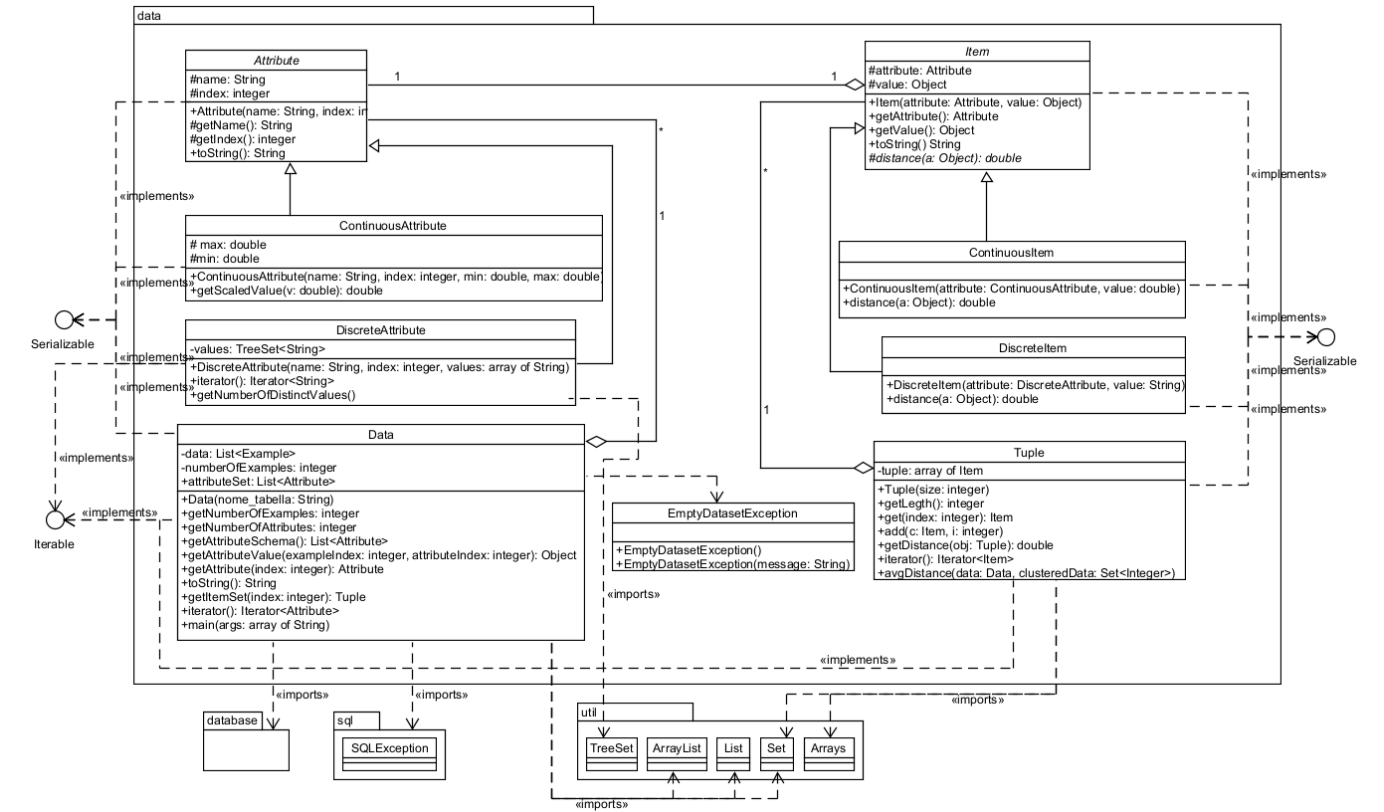 data
Attribute
#name: String
#index: integer
+Attribute(name: String, index: in
#getName(): String
#getIndex(): integer
+toString(): String
1
1
Item
#attribute: Attribute
#value: Object
+Item(attribute: Attribute, value: Object)
+getAttribute(): Attribute
+getValue(): Object
+toString() String
#distance(a: Object): double
*
*
«implements»
«implements»
1
ContinuousAttribute
# max: double
#min: double
+ContinuousAttribute(name: String, index: integer, min: double, max: double)
+getScaledValue(v: double): double
«implements»
ContinuousItem
+ContinuousItem(attribute: ContinuousAttribute, value: double)
+distance(a: Object): double
«implements»
Serializable
DiscreteAttribute
-values: TreeSet<String>
+DiscreteAttribute(name: String, index: integer, values: array of String)
+iterator(): Iterator<String>
+getNumberOfDistinctValues()
«implements»
«implements»
DiscreteItem
+DiscreteItem(attribute: DiscreteAttribute, value: String)
+distance(a: Object): double
Serializable
«implements»
«implements»
1
Data
-data: List<Example>
-numberOfExamples: integer
+attributeSet: List<Attribute>
+Data(nome_tabella: String)
+getNumberOfExamples: integer
+getNumberOfAttributes: integer
+getAttributeSchema(): List<Attribute>
+getAttributeValue(exampleIndex: integer, attributeIndex: integer): Object
+getAttribute(index: integer): Attribute
+toString(): String
+getItemSet(index: integer): Tuple
+iterator(): Iterator<Attribute>
+main(args: array of String)
«implements»
«implements»
Iterable
EmptyDatasetException
+EmptyDatasetException()
+EmptyDatasetException(message: String)
Tuple
-tuple: array of Item
+Tuple(size: integer)
+getLegth(): integer
+get(index: integer): Item
+add(c: Item, i: integer)
+getDistance(obj: Tuple): double
+iterator(): Iterator<Item>
+avgDistance(data: Data, clusteredData: Set<Integer>)
«imports»
«implements»
«imports»
«imports»
«imports»
database
sql
SQLException
util
TreeSet
ArrayList
List
Set
Arrays
«imports»